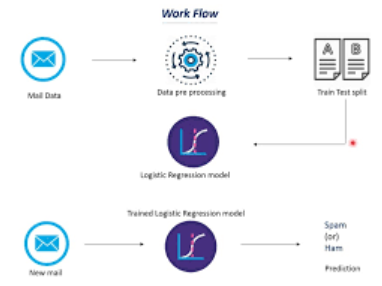 Work Flow
A B
Mail Data
Data pre processing
Train Test split
Logistic Regression model
Trained Logistic Regression model
Spam
(or)
Ham
New mail
Prediction